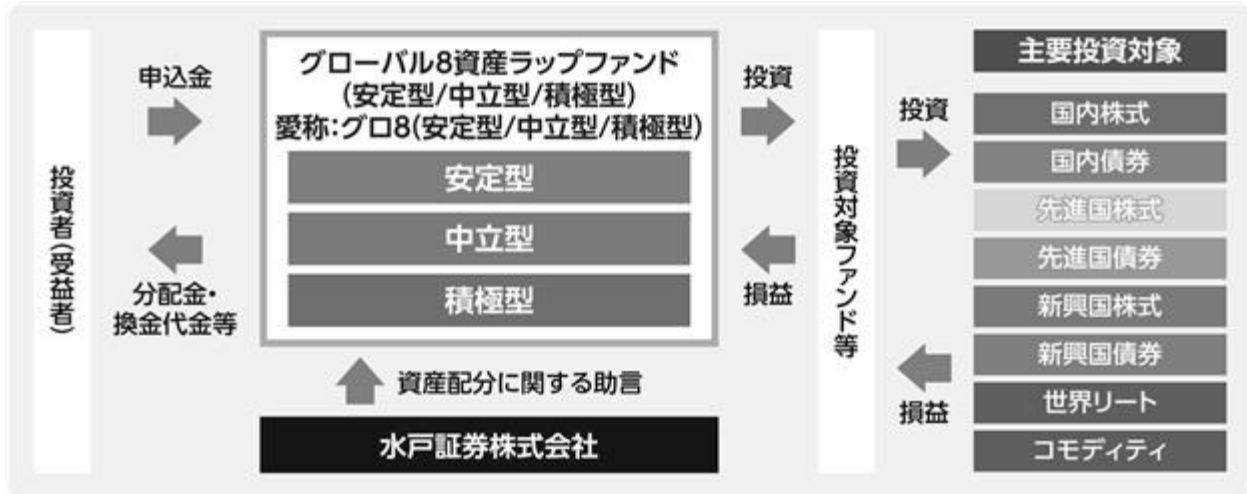 投資者(受益者)
申込金
分配金・
換金代金等
グローバル8資産ラップファンド
(安定型/中立型/積極型)
愛称:グロ8(安定型/中立型/積極型)
安定型
中立型
積極型
資産配分に関する助言
水戸証券株式会社
投資
損益
投資対象ファンド等
投資
損益
主要投資対象
国内株式
国内債券
先進国株式
先進国債券
新興国株式
新興国債券
世界リート
コモディティ